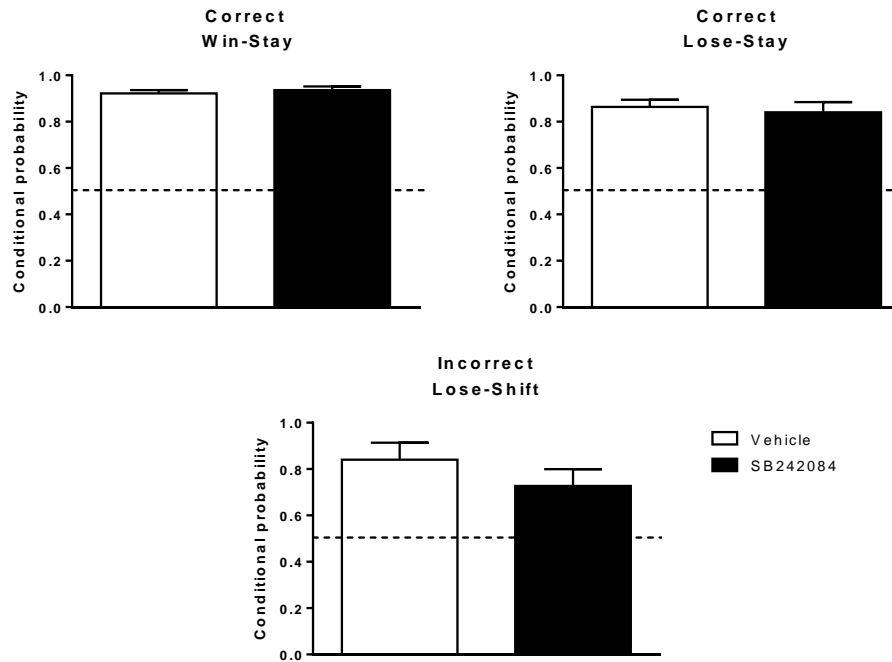 Correct
Win-Stay
Conditional probability
1.0
0.8
0.6
0.4
0.2
0.0
Correct
Lose-Stay
Conditional probability
1.0
0.8
0.6
0.4
0.2
0.0
Incorrect
Lose-Shift
Conditional probability
1.0
0.8
0.6
0.4
0.2
0.0
Vehicle
SB242084